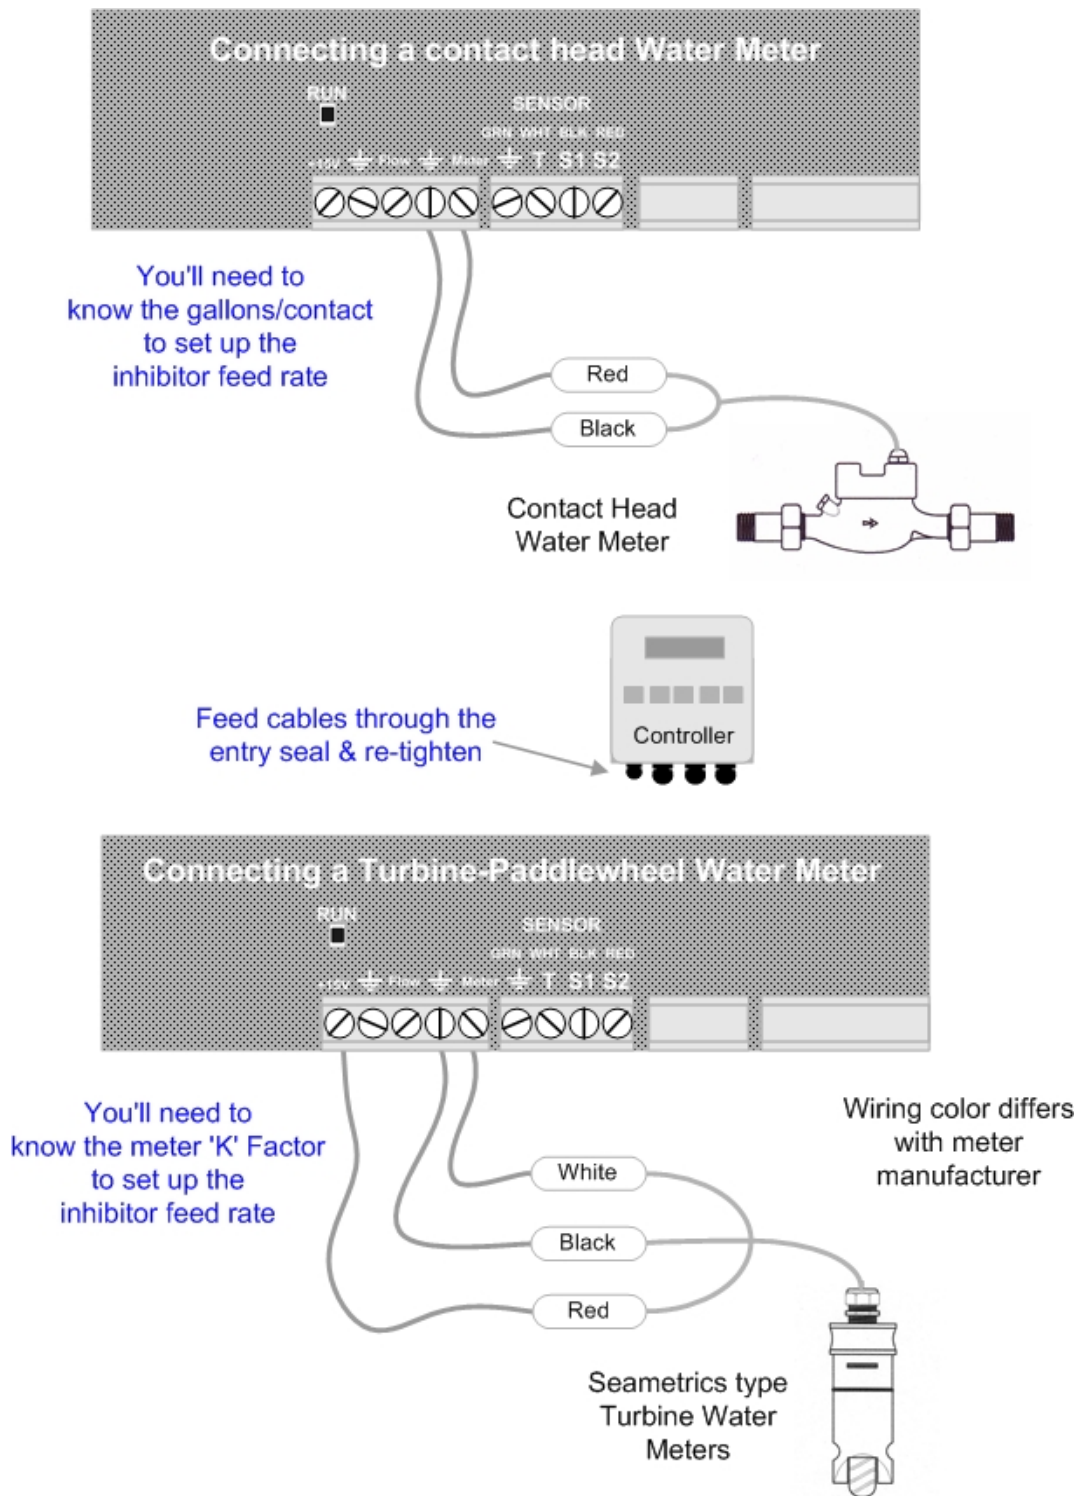 Connecting a contact head Water Meter
RUN
SENSOR
GRN WHT BLK RED
+15V Flow Meter T S1 S2
You'll need to
know the gallons/contact
to set up the
inhibitor feed rate
Red
Black
Contact Head
Water Meter
Feed cables through the
entry seal & re-tighten
Controller
Connecting a Turbine-Paddlewheel Water Meter
RUN
SENSOR
GRN WHT BLK RED
+15V Flow Meter T S1 S2
You'll need to
know the meter 'K' Factor
to set up the
inhibitor feed rate
Wiring color differs
with meter
manufacturer
White
Black
Red
Seametrics type
Turbine Water
Meters